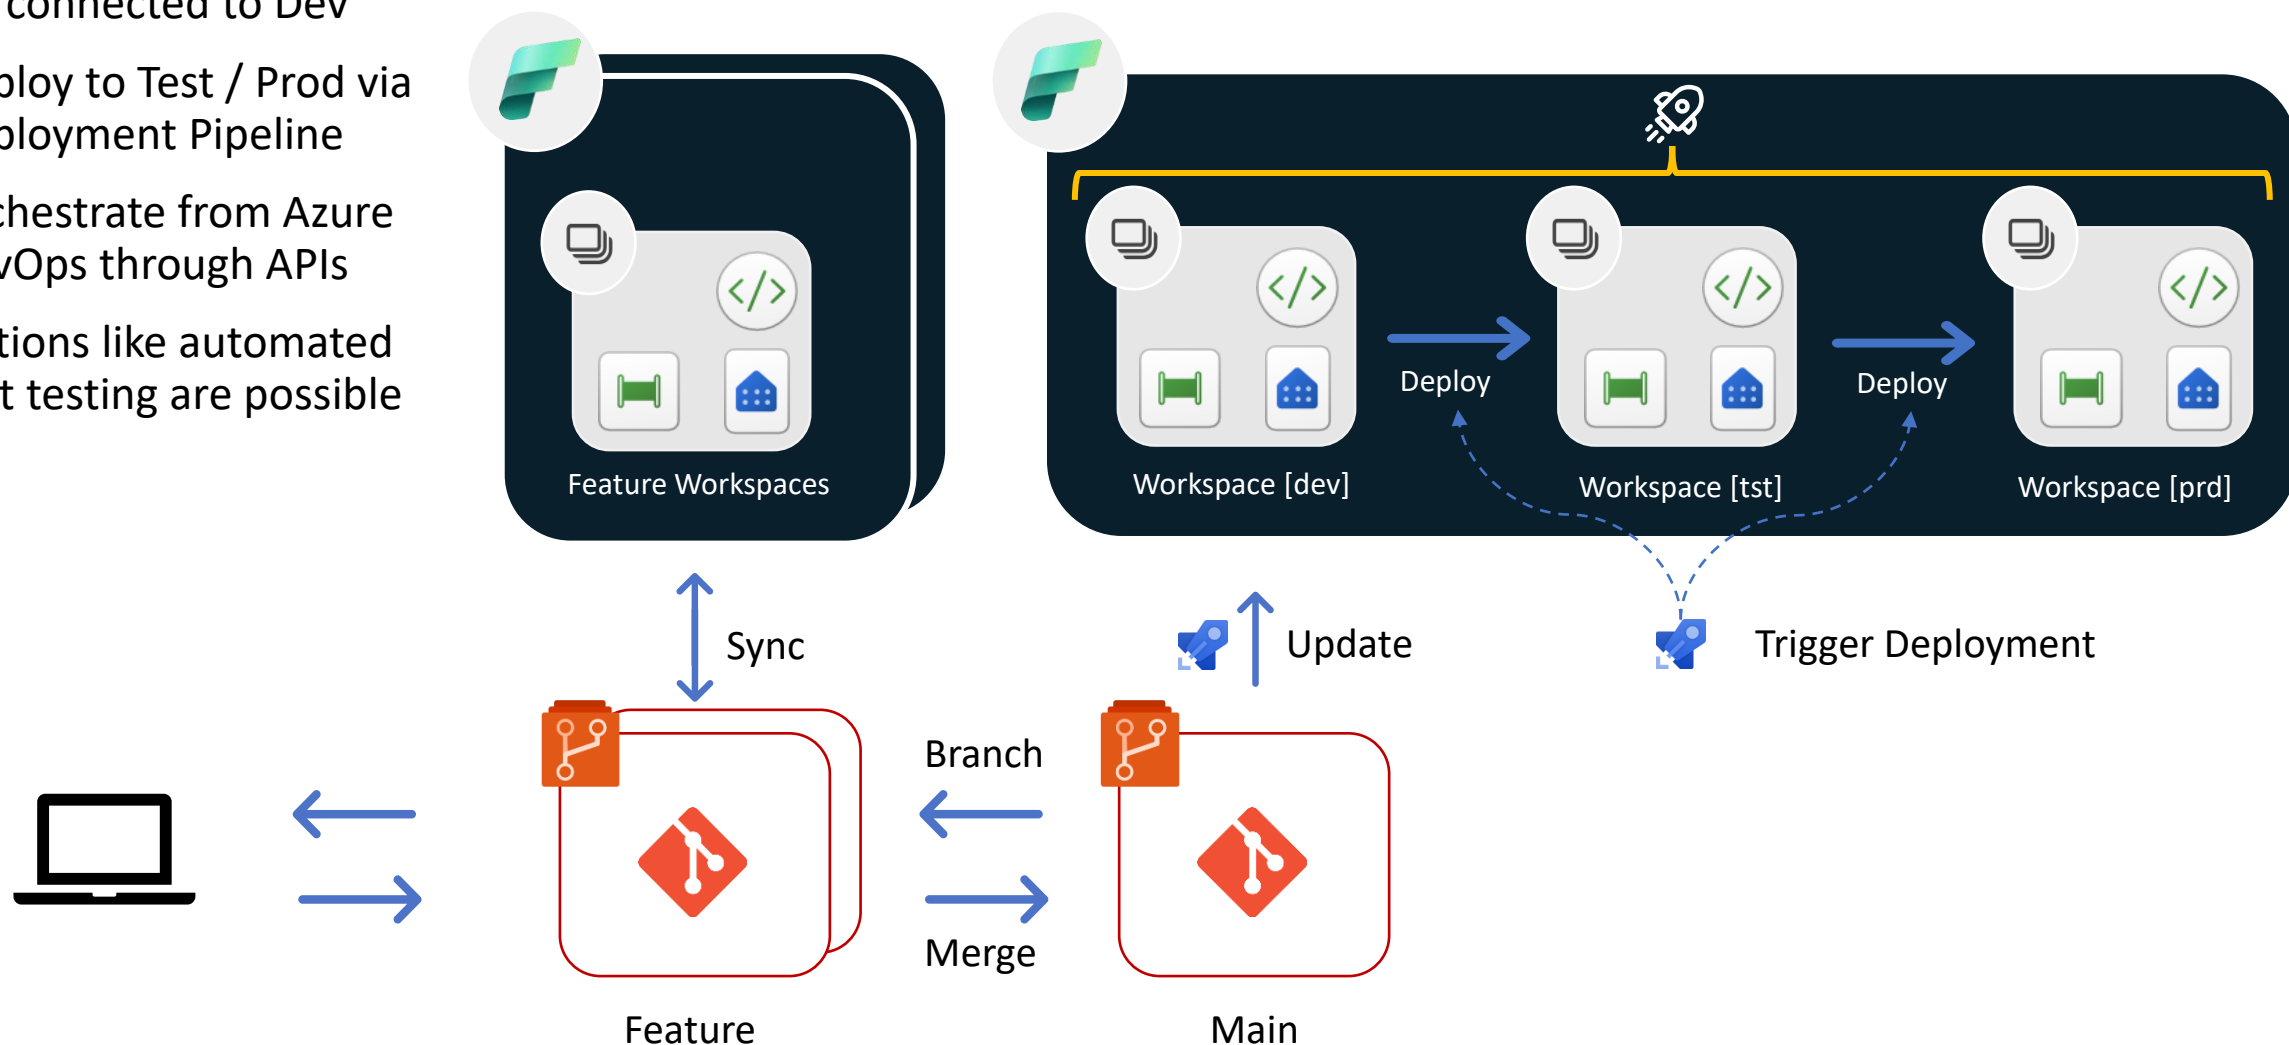 connected to Dev
ploy to Test / Prod via
ployment Pipeline
chestrate from Azure
vOps through APIs
tions like automated
t testing are possible
Feature Workspaces
Workspace [dev]
Deploy
Workspace [tst]
Deploy
Workspace [prd]
Sync
Update
Trigger Deployment
Branch
Merge
Feature
Main